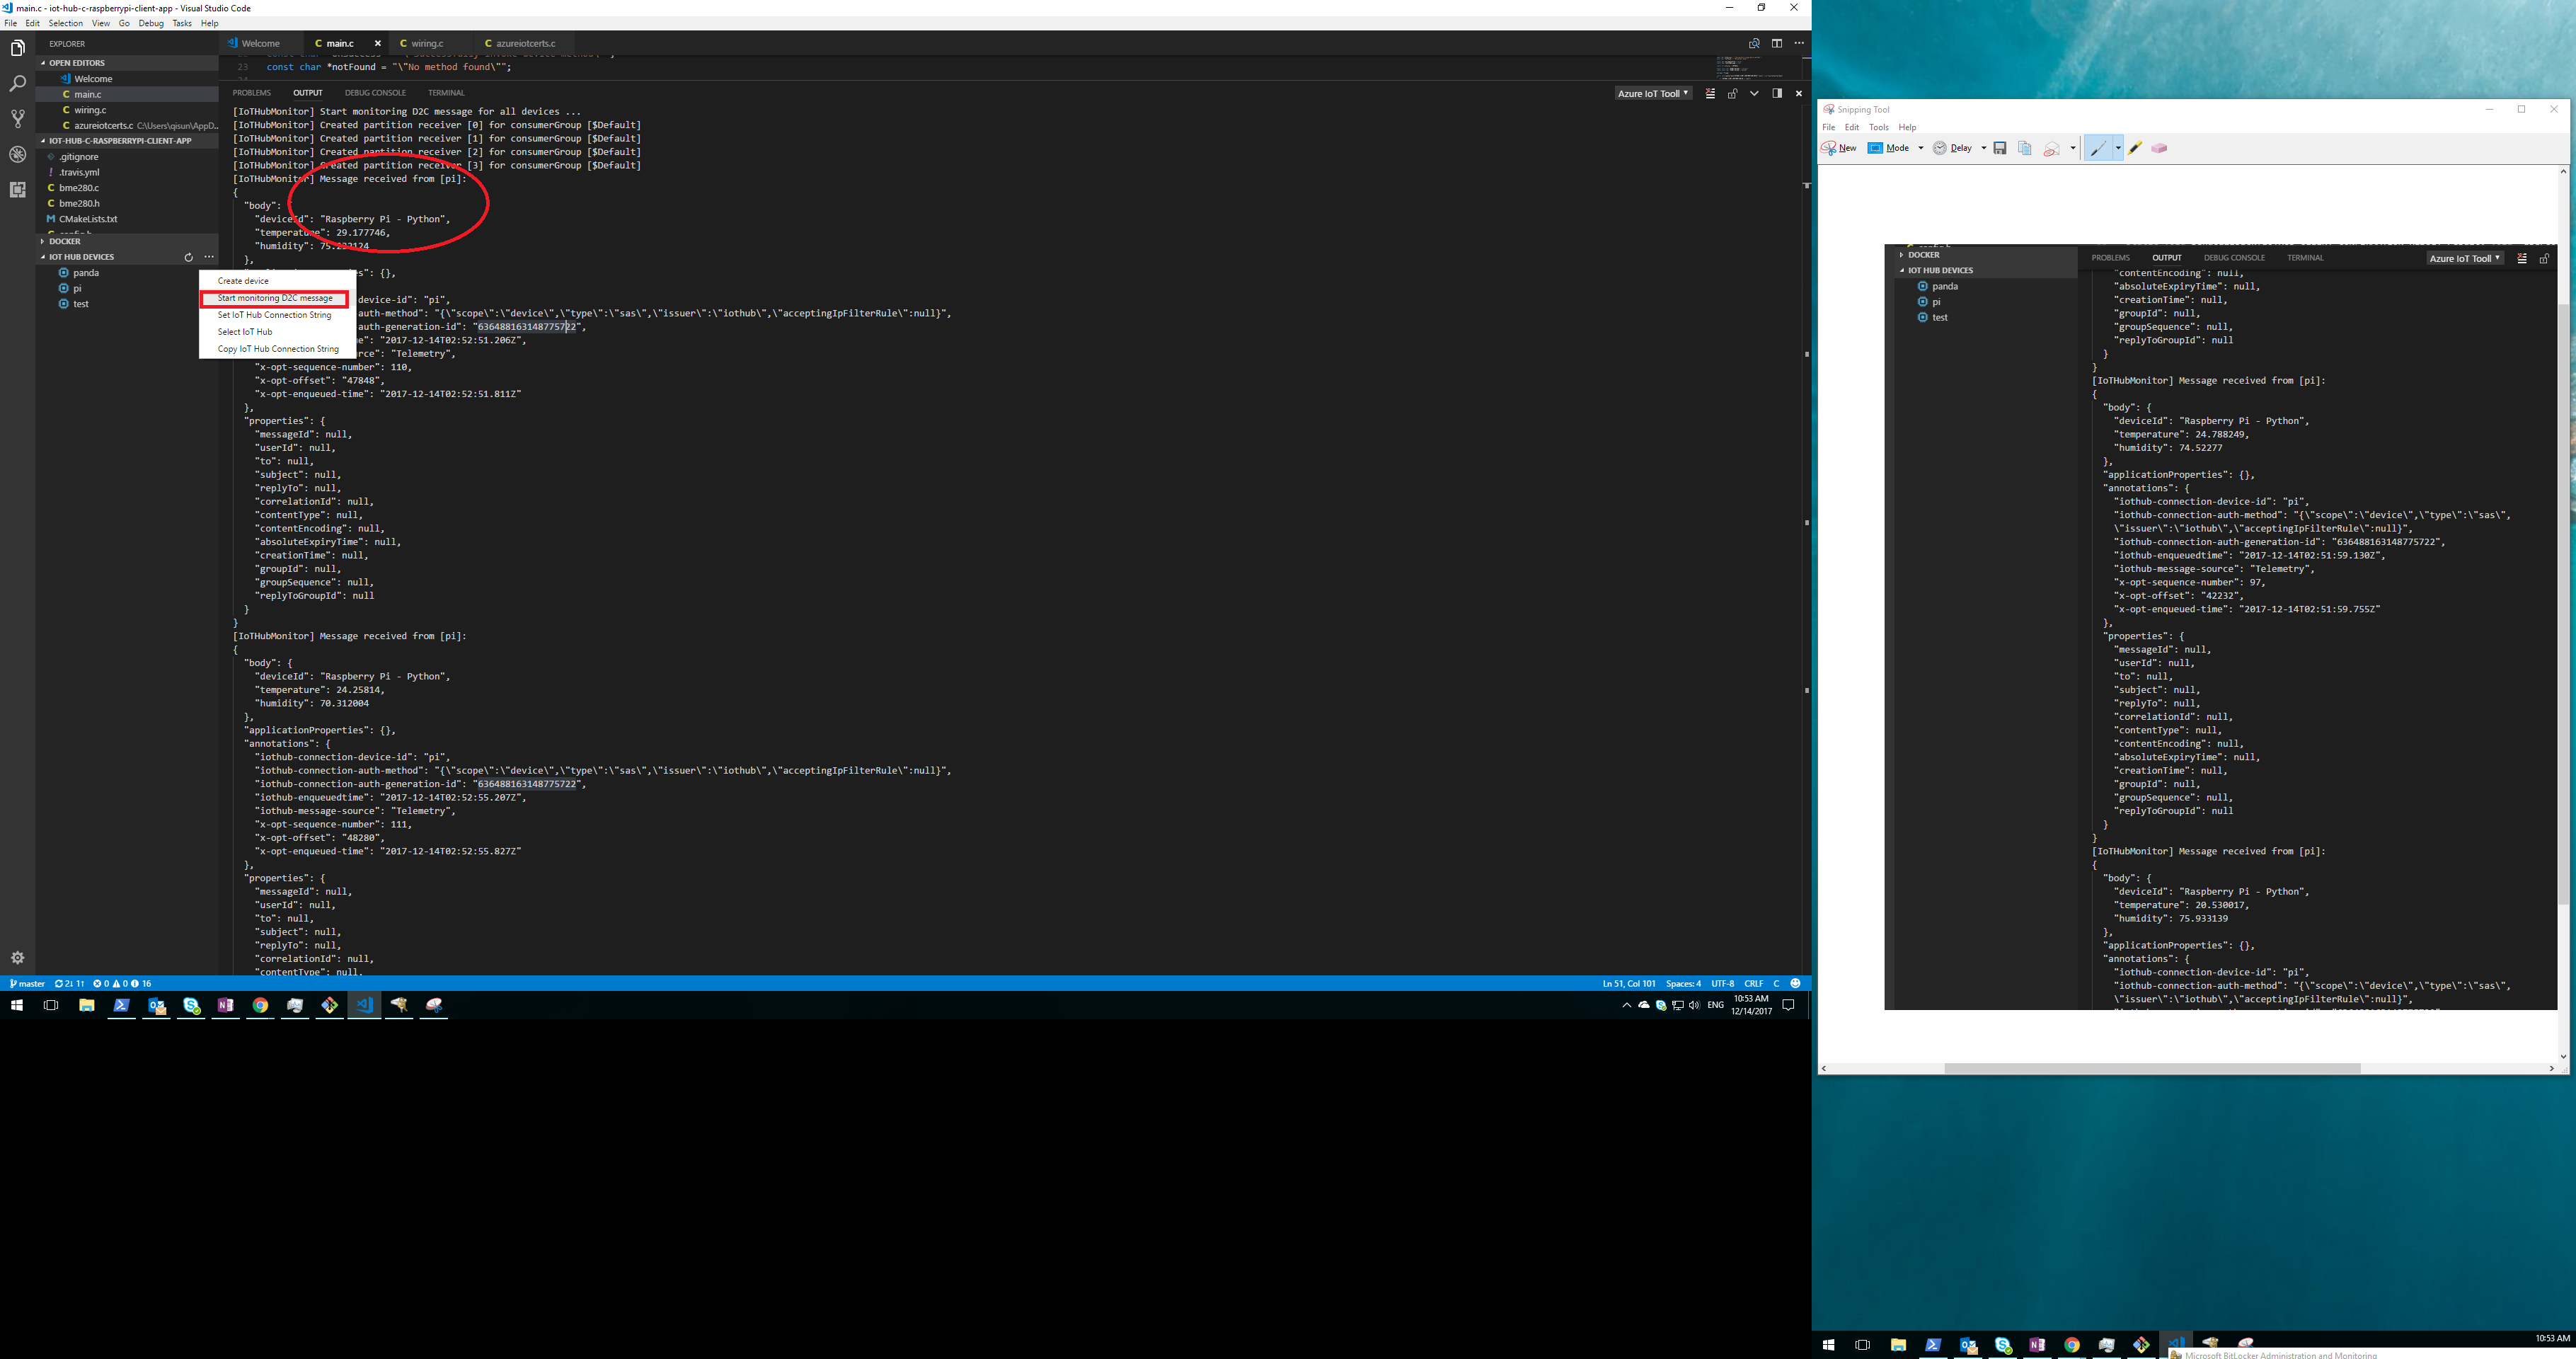 main.c - iot-hub-c-raspberrypi-client-app - Visual Studio Code
File Edit Selection View Go Debug Tasks Help
EXPLORER
OPEN EDITORS
Welcome
main.c
wiring.c
azureiotcerts.c C:\Users\qisun\AppD...
IOT-HUB-C-RASPBERRYPI-CLIENT-APP
.gitignore
.travis.yml
bme280.c
bme280.h
CMakeLists.txt
DOCKER
IOT HUB DEVICES
panda
pi
test
Create device
Start monitoring D2C message
Set IoT Hub Connection String
Select IoT Hub
Copy IoT Hub Connection String
Welcome main.c wiring.c azureiotcerts.c
23 const char *notFound = "\"No method found\"";
PROBLEMS OUTPUT DEBUG CONSOLE TERMINAL Azure IoT Tooll
[IoTHubMonitor] Start monitoring D2C message for all devices ...
[IoTHubMonitor] Created partition receiver [0] for consumerGroup [$Default]
[IoTHubMonitor] Created partition receiver [1] for consumerGroup [$Default]
[IoTHubMonitor] Created partition receiver [2] for consumerGroup [$Default]
[IoTHubMonitor] Created partition receiver [3] for consumerGroup [$Default]
[IoTHubMonitor] Message received from [pi]:
{
"body":
"deviceId": "Raspberry Pi - Python",
"temperature": 29.177746,
"humidity":
},
s": {},
device-id": "pi",
auth-method": "{\"scope\":\"device\",\"type\":\"sas\",\"issuer\":\"iothub\",\"acceptingIpFilterRule\":null}",
auth-generation-id": "636488163148775722",
e": "2017-12-14T02:52:51.206Z",
rce": "Telemetry",
"x-opt-sequence-number": 110,
"x-opt-offset": "47848",
"x-opt-enqueued-time": "2017-12-14T02:52:51.811Z"
},
"properties": {
"messageId": null,
"userId": null,
"to": null,
"subject": null,
"replyTo": null,
"correlationId": null,
"contentType": null,
"contentEncoding": null,
"absoluteExpiryTime": null,
"creationTime": null,
"groupId": null,
"groupSequence": null,
"replyToGroupId": null
}
}
[IoTHubMonitor] Message received from [pi]:
{
"body": {
"deviceId": "Raspberry Pi - Python",
"temperature": 24.25814,
"humidity": 70.312004
},
"applicationProperties": {},
"annotations": {
"iothub-connection-device-id": "pi",
"iothub-connection-auth-method": "{\"scope\":\"device\",\"type\":\"sas\",\"issuer\":\"iothub\",\"acceptingIpFilterRule\":null}",
"iothub-connection-auth-generation-id": "636488163148775722",
"iothub-enqueuedtime": "2017-12-14T02:52:55.207Z",
"iothub-message-source": "Telemetry",
"x-opt-sequence-number": 111,
"x-opt-offset": "48280",
"x-opt-enqueued-time": "2017-12-14T02:52:55.827Z"
},
"properties": {
"messageId": null,
"userId": null,
"to": null,
"subject": null,
"replyTo": null,
"correlationId": null,
"contentType": null,
master 2↓ 1↑ 0 0 16
Ln 51, Col 101 Spaces: 4 UTF-8 CRLF C
ENG 10:53 AM
12/14/2017
Snipping Tool
File Edit Tools Help
New Mode Delay
DOCKER
IOT HUB DEVICES
panda
pi
test
PROBLEMS OUTPUT DEBUG CONSOLE TERMINAL Azure IoT Tooll
"contentEncoding": null,
"absoluteExpiryTime": null,
"creationTime": null,
"groupId": null,
"groupSequence": null,
"replyToGroupId": null
}
}
[IoTHubMonitor] Message received from [pi]:
{
"body": {
"deviceId": "Raspberry Pi - Python",
"temperature": 24.788249,
"humidity": 74.52277
},
"applicationProperties": {},
"annotations": {
"iothub-connection-device-id": "pi",
"iothub-connection-auth-method": "{\"scope\":\"device\",\"type\":\"sas\",
\"issuer\":\"iothub\",\"acceptingIpFilterRule\":null}",
"iothub-connection-auth-generation-id": "636488163148775722",
"iothub-enqueuedtime": "2017-12-14T02:51:59.130Z",
"iothub-message-source": "Telemetry",
"x-opt-sequence-number": 97,
"x-opt-offset": "42232",
"x-opt-enqueued-time": "2017-12-14T02:51:59.755Z"
},
"properties": {
"messageId": null,
"userId": null,
"to": null,
"subject": null,
"replyTo": null,
"correlationId": null,
"contentType": null,
"contentEncoding": null,
"absoluteExpiryTime": null,
"creationTime": null,
"groupId": null,
"groupSequence": null,
"replyToGroupId": null
}
}
[IoTHubMonitor] Message received from [pi]:
{
"body": {
"deviceId": "Raspberry Pi - Python",
"temperature": 20.530017,
"humidity": 75.933139
},
"applicationProperties": {},
"annotations": {
"iothub-connection-device-id": "pi",
"iothub-connection-auth-method": "{\"scope\":\"device\",\"type\":\"sas\",
\"issuer\":\"iothub\",\"acceptingIpFilterRule\":null}",
10:53 AM
Microsoft BitLocker Administration and Monitoring